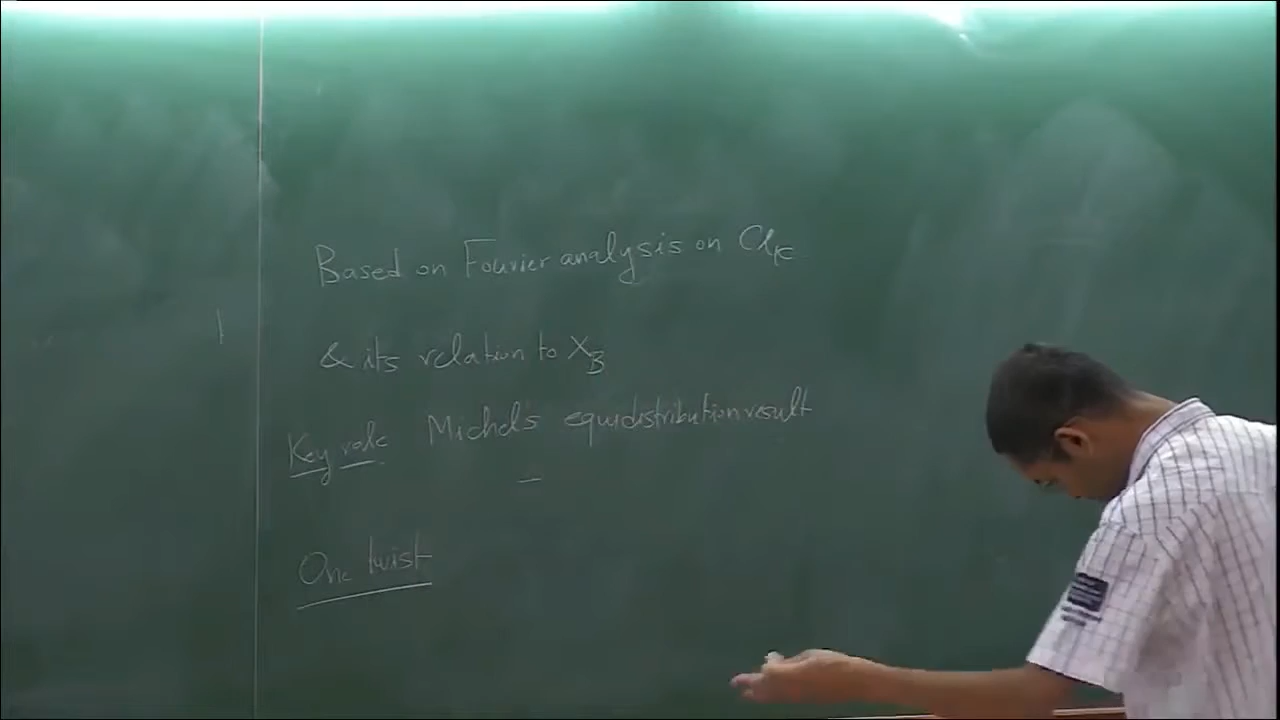 Based on Fourier analysis on Cl_K
& its relation to X_B
Key role Michel's equidistribution result
One twist